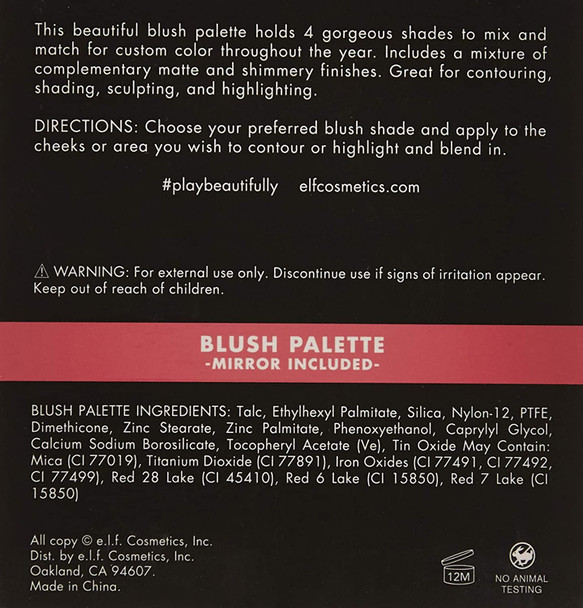 This beautiful blush palette holds 4 gorgeous shades to mix and
match for custom color throughout the year. Includes a mixture of
complementary matte and shimmery finishes. Great for contouring,
shading, sculpting, and highlighting.
DIRECTIONS: Choose your preferred blush shade and apply to the
cheeks or area you wish to contour or highlight and blend in.
#playbeautifully elfcosmetics.com
⚠ WARNING: For external use only. Discontinue use if signs of irritation appear.
Keep out of reach of children.
BLUSH PALETTE
-MIRROR INCLUDED-
BLUSH PALETTE INGREDIENTS: Talc, Ethylhexyl Palmitate, Silica, Nylon-12, PTFE,
Dimethicone, Zinc Stearate, Zinc Palmitate, Phenoxyethanol, Caprylyl Glycol,
Calcium Sodium Borosilicate, Tocopheryl Acetate (Ve), Tin Oxide May Contain:
Mica (CI 77019), Titanium Dioxide (CI 77891), Iron Oxides (CI 77491, CI 77492,
CI 77499), Red 28 Lake (CI 45410), Red 6 Lake (CI 15850), Red 7 Lake (CI
15850)
All copy © e.l.f. Cosmetics, Inc.
Dist. by e.l.f. Cosmetics, Inc.
Oakland, CA 94607.
Made in China.
12M
NO ANIMAL
TESTING